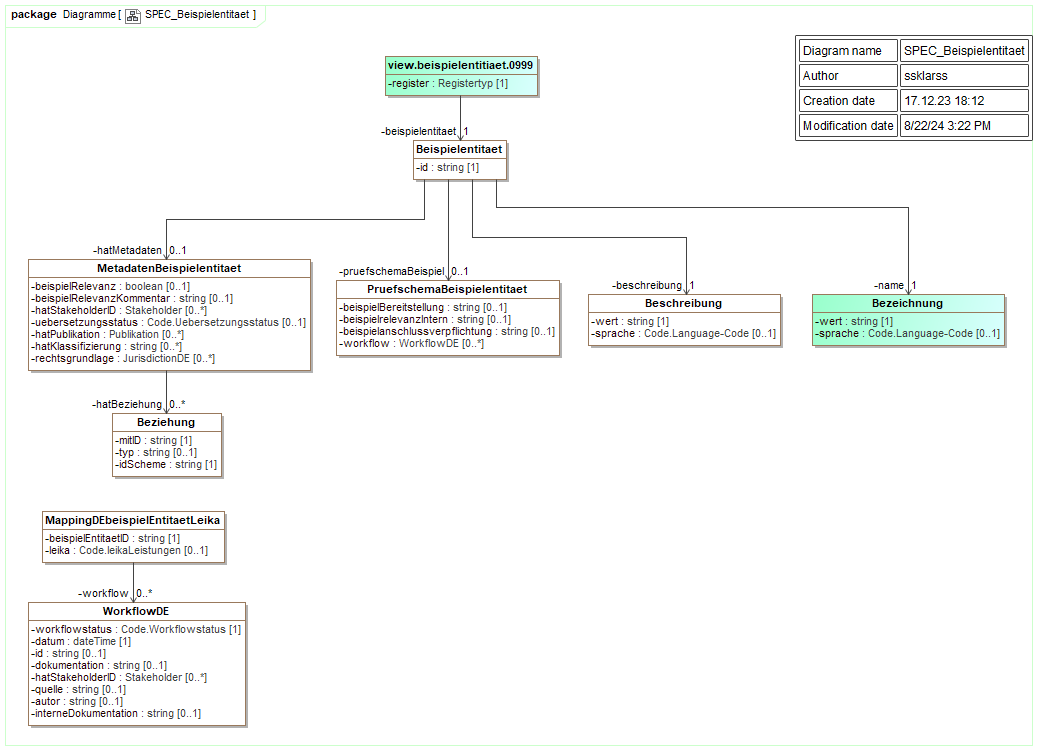 package Diagramme [ SPEC_Beispielentitaet ]
Diagram name SPEC_Beispielentitaet
Author ssklarss
Creation date 17.12.23 18:12
Modification date 8/22/24 3:22 PM
view.beispielentitiaet.0999
-register : Registertyp [1]
-beispielentitaet 1
Beispielentitaet
-id : string [1]
-hatMetadaten 0..1
MetadatenBeispielentitaet
-beispielRelevanz : boolean [0..1]
-beispielRelevanzKommentar : string [0..1]
-hatStakeholderID : Stakeholder [0..*]
-uebersetzungsstatus : Code.Uebersetzungsstatus [0..1]
-hatPublikation : Publikation [0..*]
-hatKlassifizierung : string [0..*]
-rechtsgrundlage : JurisdictionDE [0..*]
-pruefschemaBeispiel 0..1
PruefschemaBeispielentitaet
-beispielBereitstellung : string [0..1]
-beispielrelevanzIntern : string [0..1]
-beispielanschlussverpflichtung : string [0..1]
-workflow : WorkflowDE [0..*]
-beschreibung 1
Beschreibung
-wert : string [1]
-sprache : Code.Language-Code [0..1]
-name 1
Bezeichnung
-wert : string [1]
-sprache : Code.Language-Code [0..1]
-hatBeziehung 0..*
Beziehung
-mitID : string [1]
-typ : string [0..1]
-idScheme : string [1]
MappingDEbeispielEntitaetLeika
-beispielEntitaetID : string [1]
-leika : Code.leikaLeistungen [0..1]
-workflow 0..*
WorkflowDE
-workflowstatus : Code.Workflowstatus [1]
-datum : dateTime [1]
-id : string [0..1]
-dokumentation : string [0..1]
-hatStakeholderID : Stakeholder [0..*]
-quelle : string [0..1]
-autor : string [0..1]
-interneDokumentation : string [0..1]